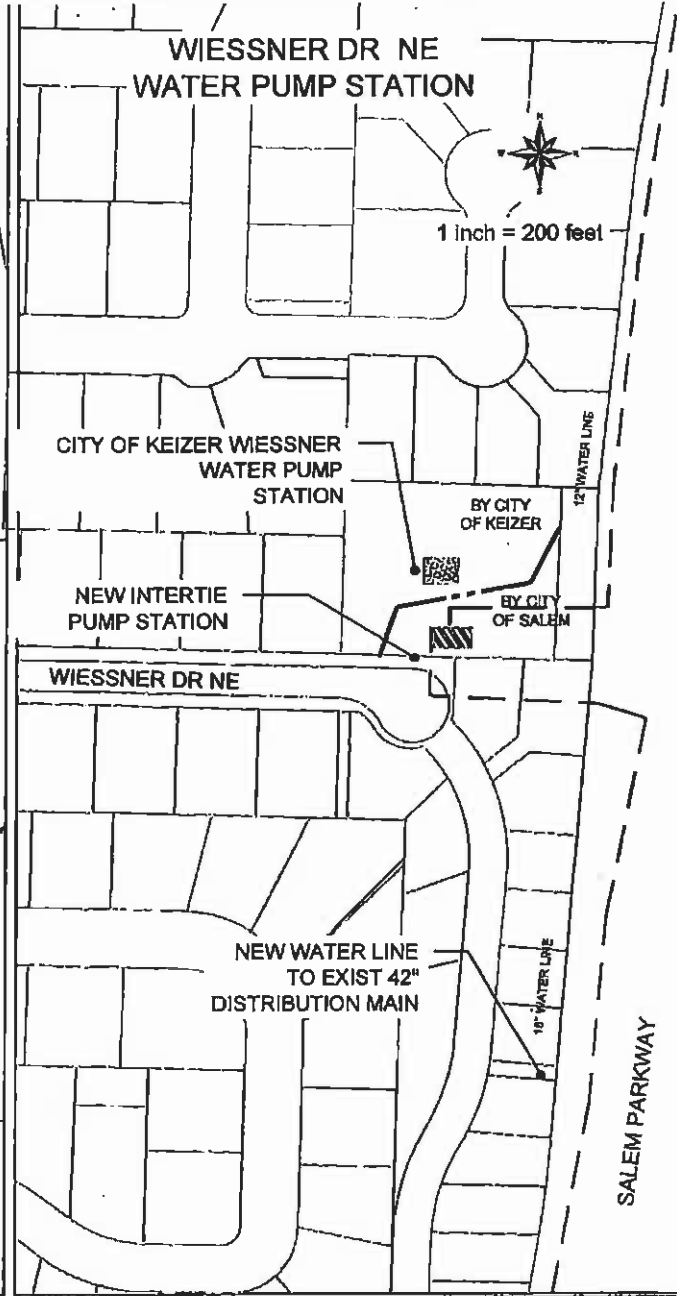 WIESSNER DR NE
WATER PUMP STATION
N
1 inch = 200 feet
12" WATER LINE
CITY OF KEIZER WIESSNER
WATER PUMP
STATION
BY CITY
OF KEIZER
NEW INTERTIE
PUMP STATION
BY CITY
OF SALEM
WIESSNER DR NE
NEW WATER LINE
TO EXIST 42"
DISTRIBUTION MAIN
18" WATER LINE
SALEM PARKWAY